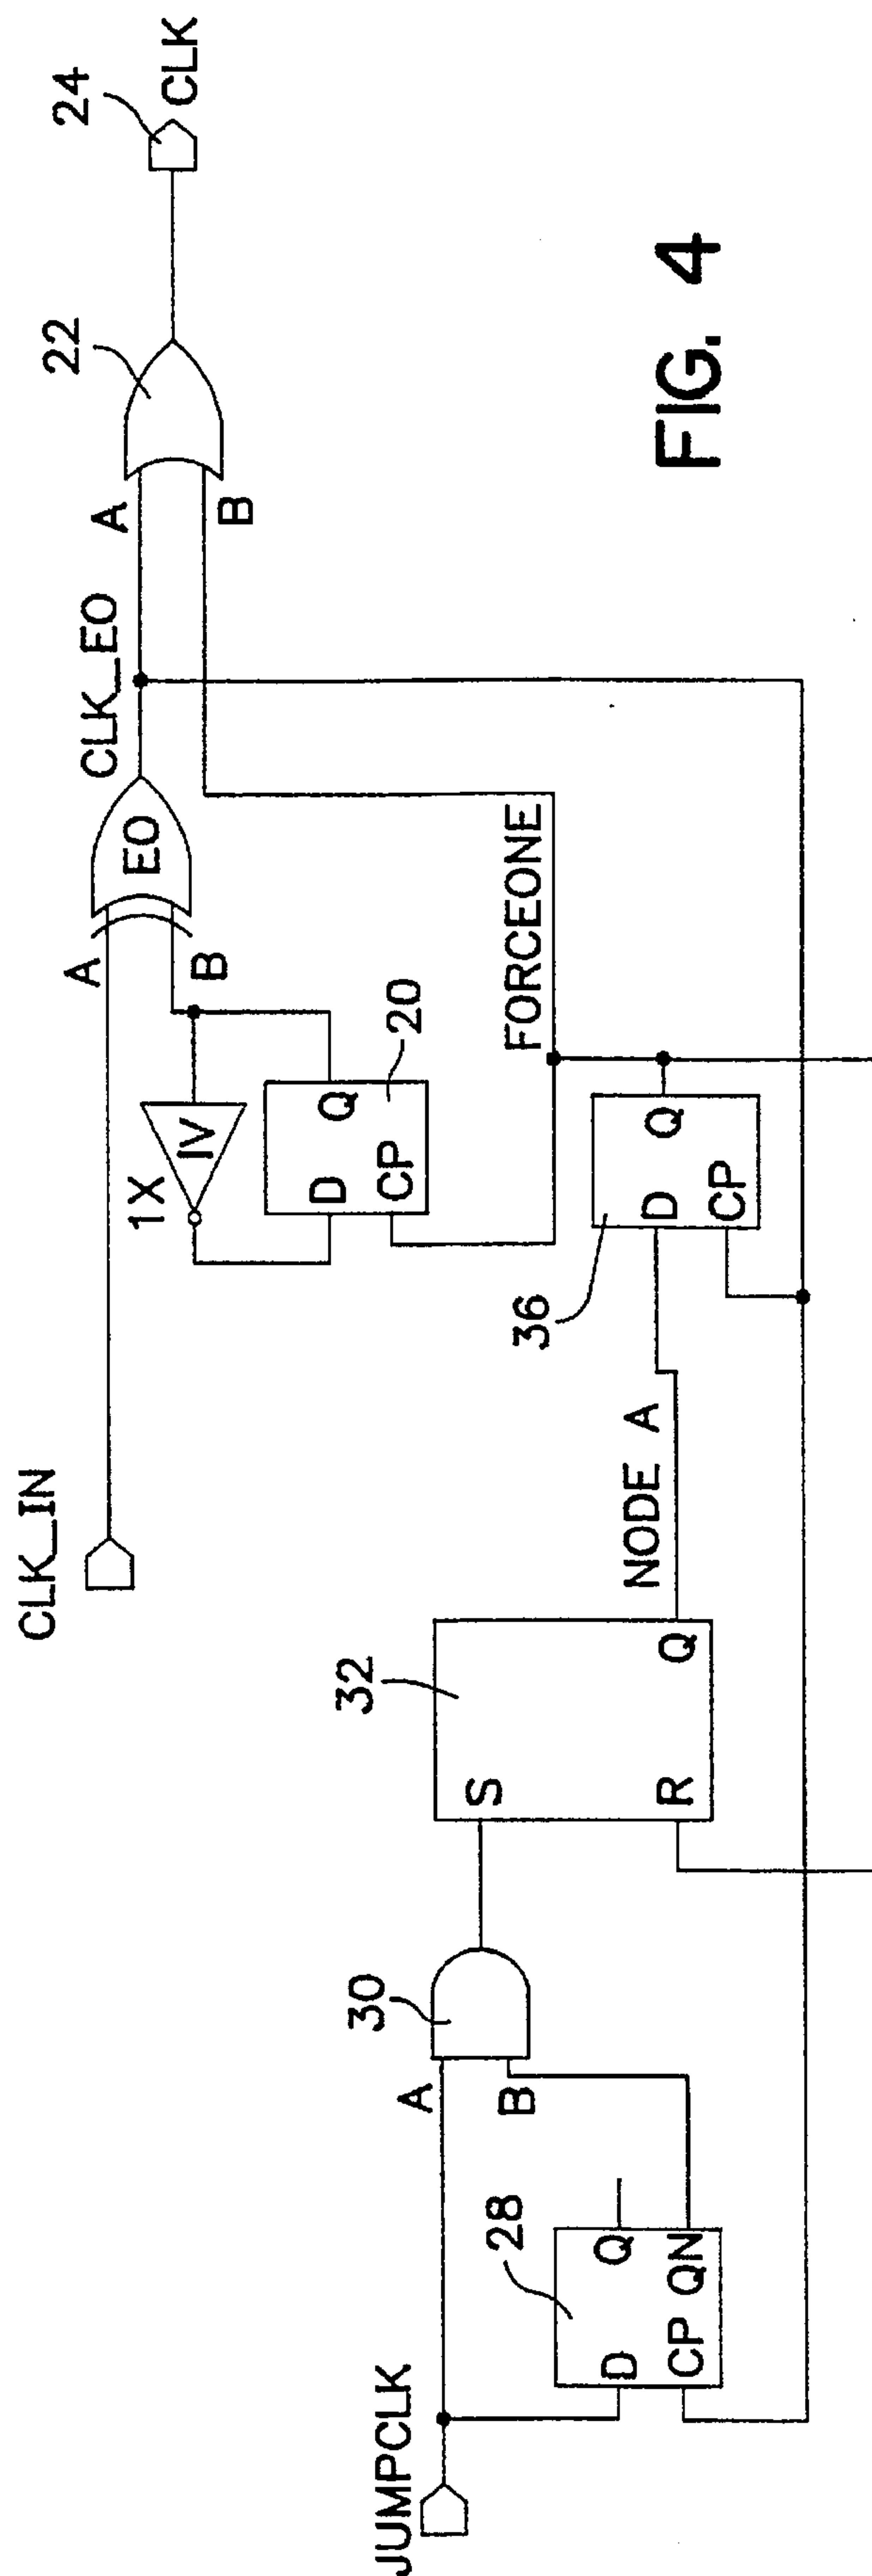 CLK_IN
A
B
EO
CLK_EO
A
B
22
24
CLK
1X
IV
D
Q
CP
20
FORCEONE
JUMPCLK
28
D
Q
CP
QN
A
B
30
S
R
Q
32
NODE A
36
D
Q
CP
FIG. 4